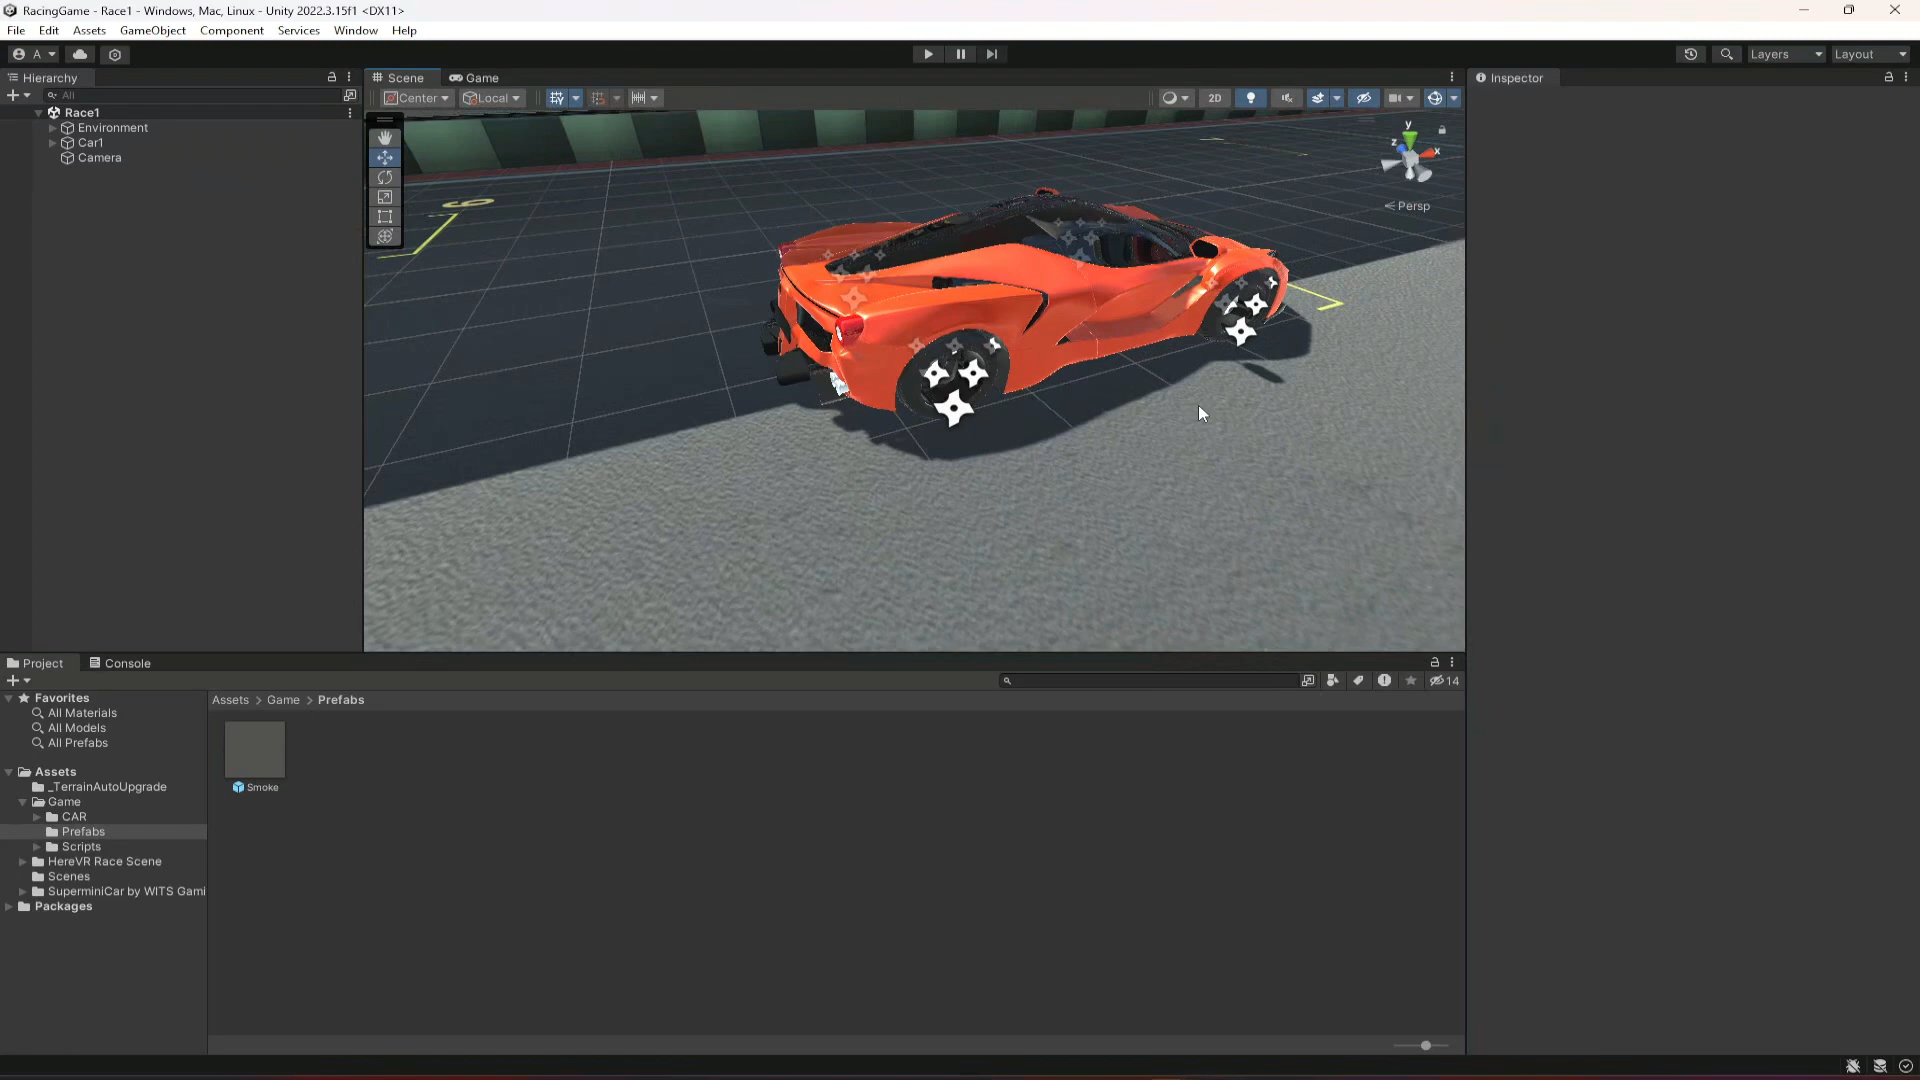 RacingGame - Race1 - Windows, Mac, Linux - Unity 2022.3.15f1 <DX11>
File Edit Assets GameObject Component Services Window Help
A
Layers
Layout
Hierarchy
Scene
Game
Inspector
All
Center
Local
2D
Race1
Environment
Car1
Camera
y
z
x
Persp
6
Project
Console
14
Favorites
All Materials
All Models
All Prefabs
Assets
_TerrainAutoUpgrade
Game
CAR
Prefabs
Scripts
HereVR Race Scene
Scenes
SuperminiCar by WITS Gami
Packages
Assets > Game > Prefabs
Smoke